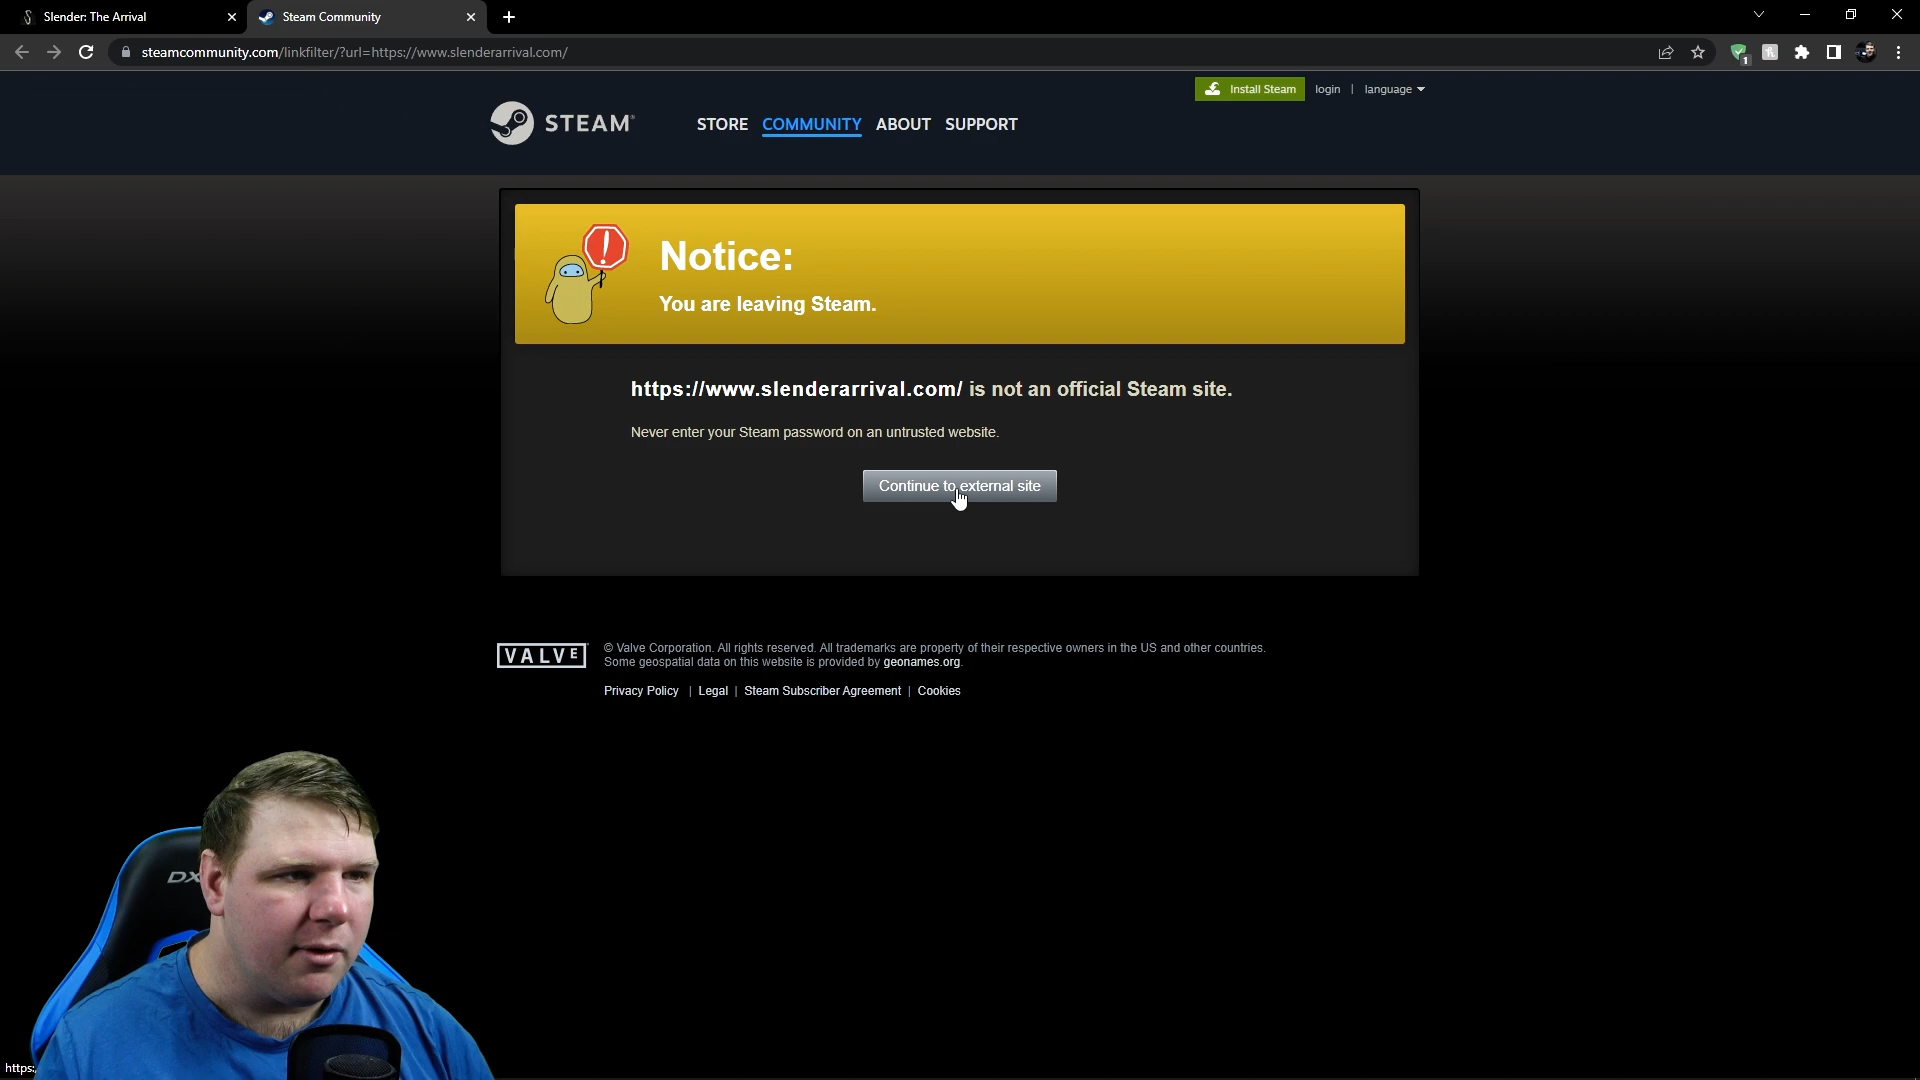 Slender: The Arrival
Steam Community
steamcommunity.com/linkfilter/?url=https://www.slenderarrival.com/
1
Install Steam
login | language
STEAM®
STORE COMMUNITY ABOUT SUPPORT
!
Notice:
You are leaving Steam.
https://www.slenderarrival.com/ is not an official Steam site.
Never enter your Steam password on an untrusted website.
Continue to external site
VALVE
© Valve Corporation. All rights reserved. All trademarks are property of their respective owners in the US and other countries.
Some geospatial data on this website is provided by geonames.org.
Privacy Policy | Legal | Steam Subscriber Agreement | Cookies
DX
https: